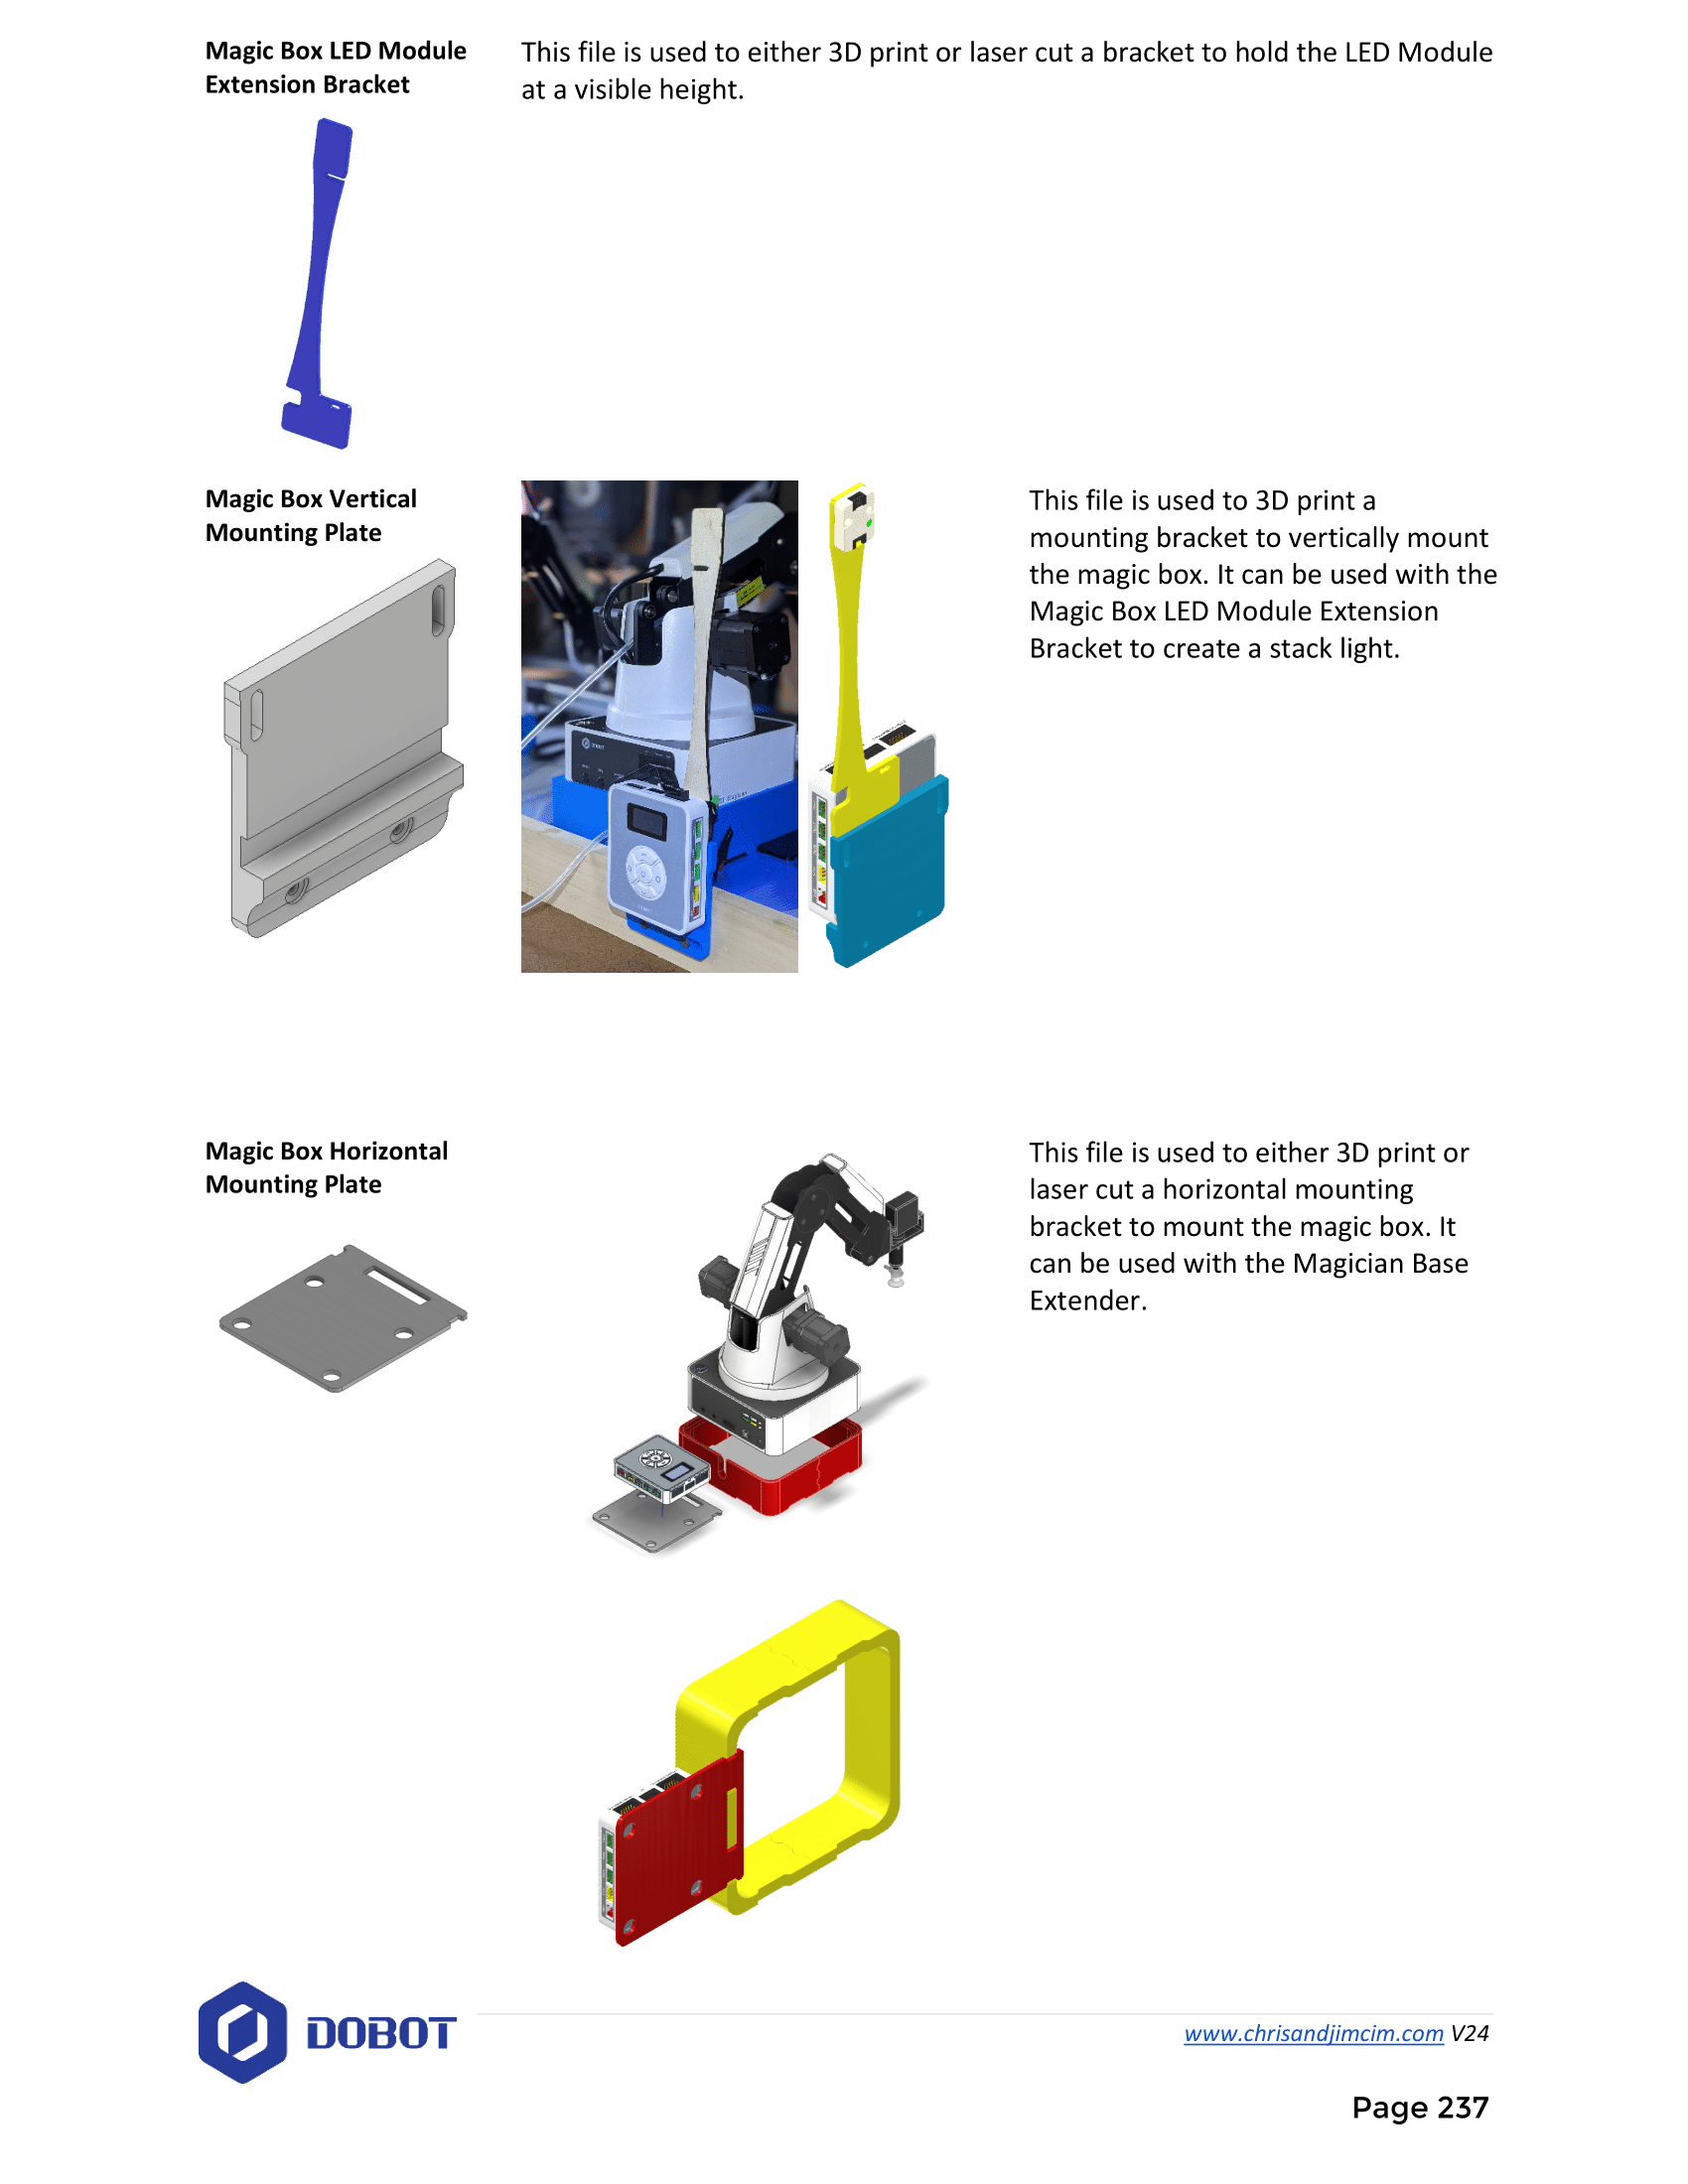 Magic Box LED Module
Extension Bracket
This file is used to either 3D print or laser cut a bracket to hold the LED Module
at a visible height.
Magic Box Vertical
Mounting Plate
This file is used to 3D print a
mounting bracket to vertically mount
the magic box. It can be used with the
Magic Box LED Module Extension
Bracket to create a stack light.
DOBOT
Magic Box Horizontal
Mounting Plate
This file is used to either 3D print or
laser cut a horizontal mounting
bracket to mount the magic box. It
can be used with the Magician Base
Extender.
DOBOT
www.chrisandjimcim.com V24
Page 237